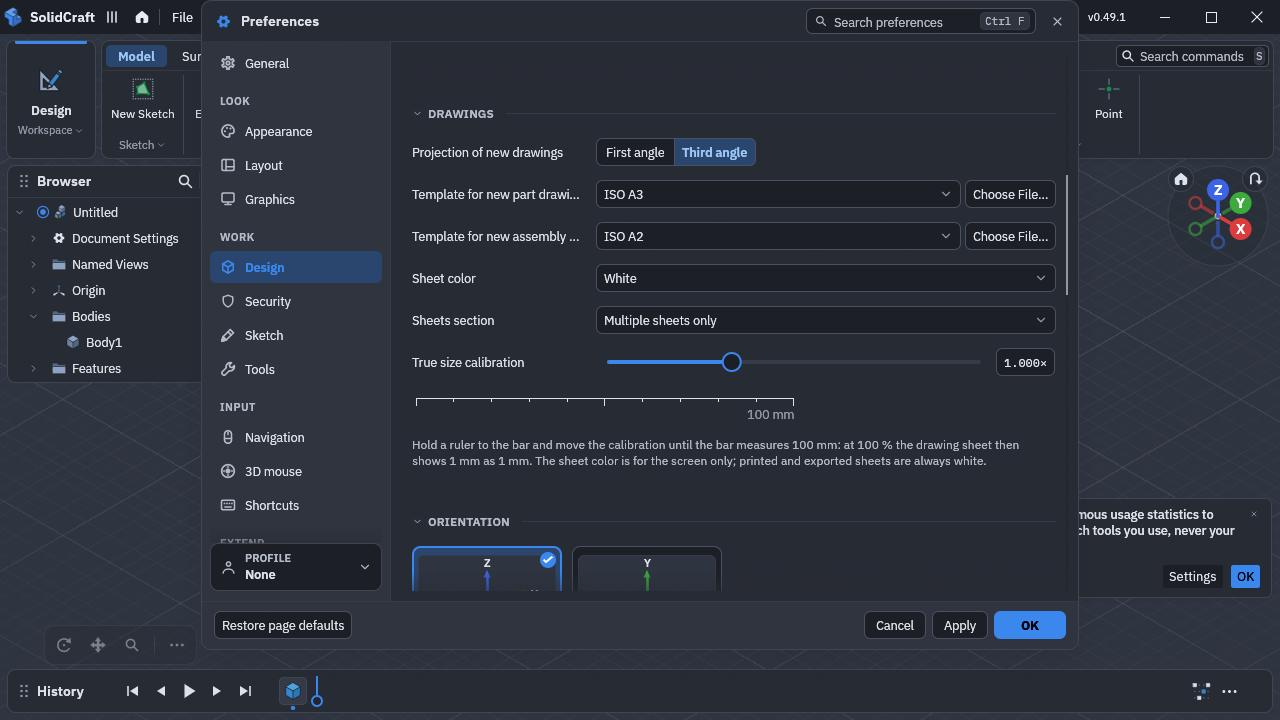 SolidCraft
File
v0.49.1
Preferences
Search preferences
Ctrl F
Design
Workspace
Model
New Sketch
Sketch
Search commands
S
Point
Browser
Untitled
Document Settings
Named Views
Origin
Bodies
Body1
Features
General
LOOK
Appearance
Layout
Graphics
WORK
Design
Security
Sketch
Tools
INPUT
Navigation
3D mouse
Shortcuts
EXTEND
PROFILE
None
DRAWINGS
Projection of new drawings
First angle
Third angle
Template for new part drawi...
ISO A3
Choose File...
Template for new assembly ...
ISO A2
Choose File...
Sheet color
White
Sheets section
Multiple sheets only
True size calibration
1.000×
100 mm
Hold a ruler to the bar and move the calibration until the bar measures 100 mm: at 100 % the drawing sheet then
shows 1 mm as 1 mm. The sheet color is for the screen only; printed and exported sheets are always white.
ORIENTATION
Z
Y
Restore page defaults
Cancel
Apply
OK
Z
Y
X
usage statistics to
tools you use, never your
Settings
OK
History